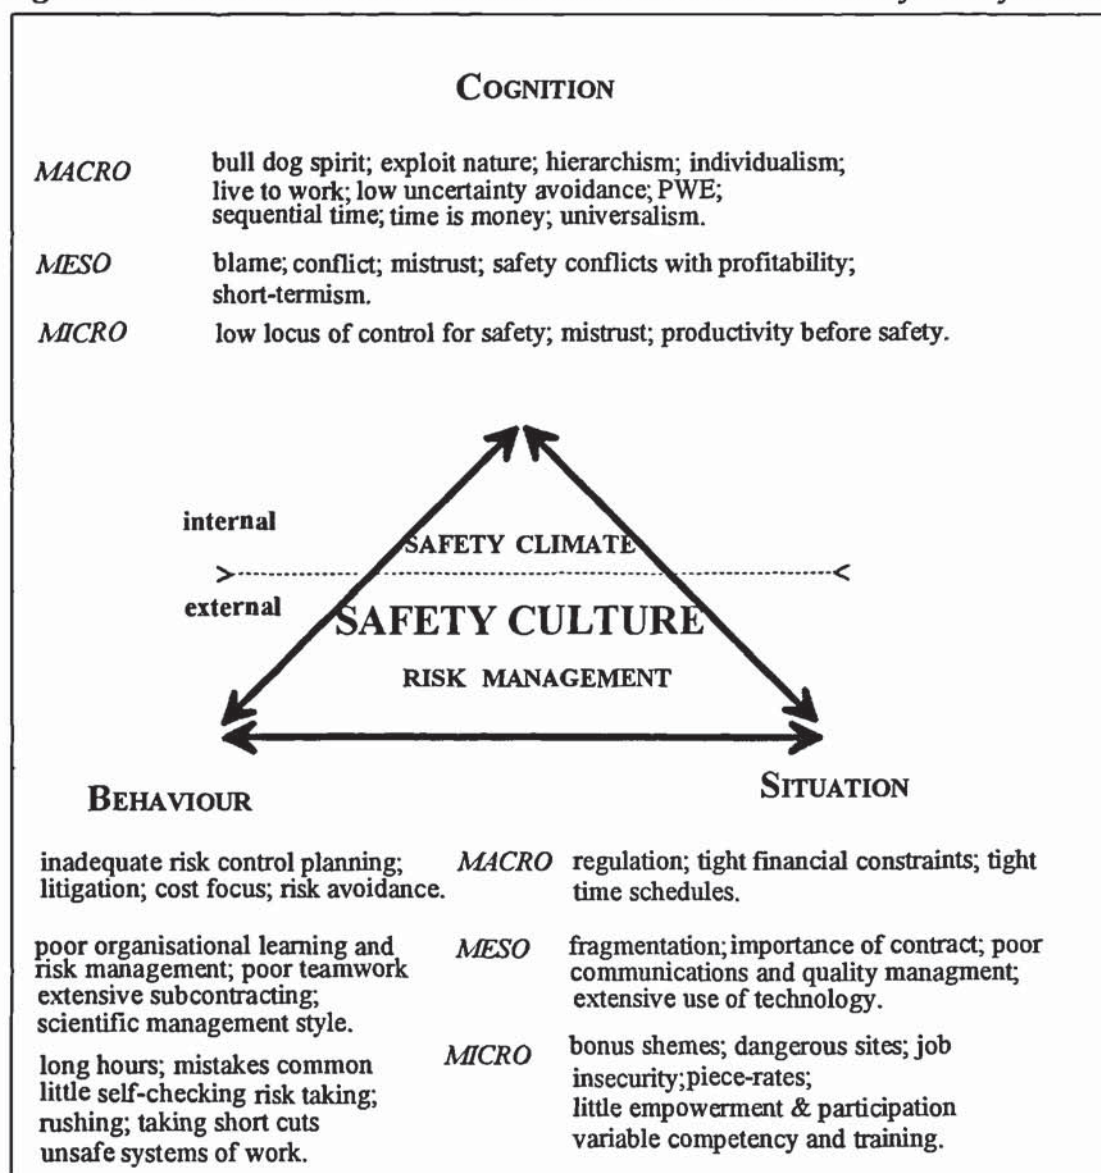 COGNITION
MACRO bull dog spirit; exploit nature; hierarchism; individualism;
live to work; low uncertainty avoidance; PWE;
sequential time; time is money; universalism.
MESO blame; conflict; mistrust; safety conflicts with profitability;
short-termism.
MICRO low locus of control for safety; mistrust; productivity before safety.
internal
SAFETY CLIMATE
external
SAFETY CULTURE
RISK MANAGEMENT
BEHAVIOUR
SITUATION
inadequate risk control planning;
litigation; cost focus; risk avoidance.
MACRO regulation; tight financial constraints; tight
time schedules.
poor organisational learning and
risk management; poor teamwork
extensive subcontracting;
scientific management style.
MESO fragmentation; importance of contract; poor
communications and quality managment;
extensive use of technology.
long hours; mistakes common
little self-checking risk taking;
rushing; taking short cuts
unsafe systems of work.
MICRO bonus shemes; dangerous sites; job
insecurity;piece-rates;
little empowerment & participation
variable competency and training.